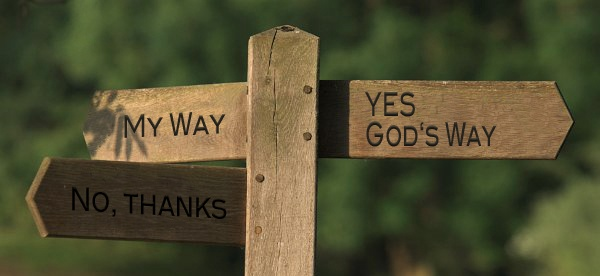 My Way
YES
God's Way
No, thanks